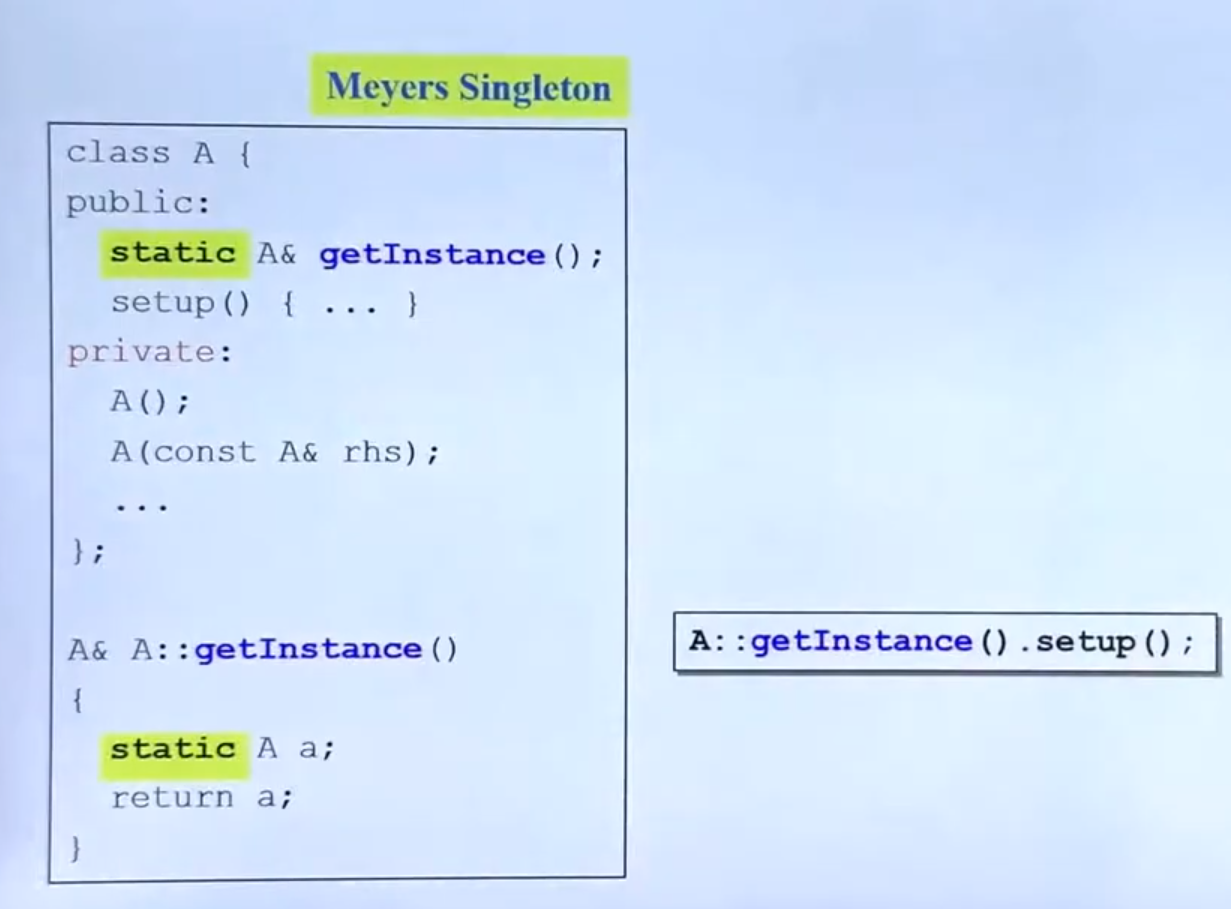 Meyers Singleton
class A {
public:
  static A& getInstance();
  setup() { ... }
private:
  A();
  A(const A& rhs);
  ...
};
A& A::getInstance()
{
  static A a;
  return a;
}
A::getInstance().setup();